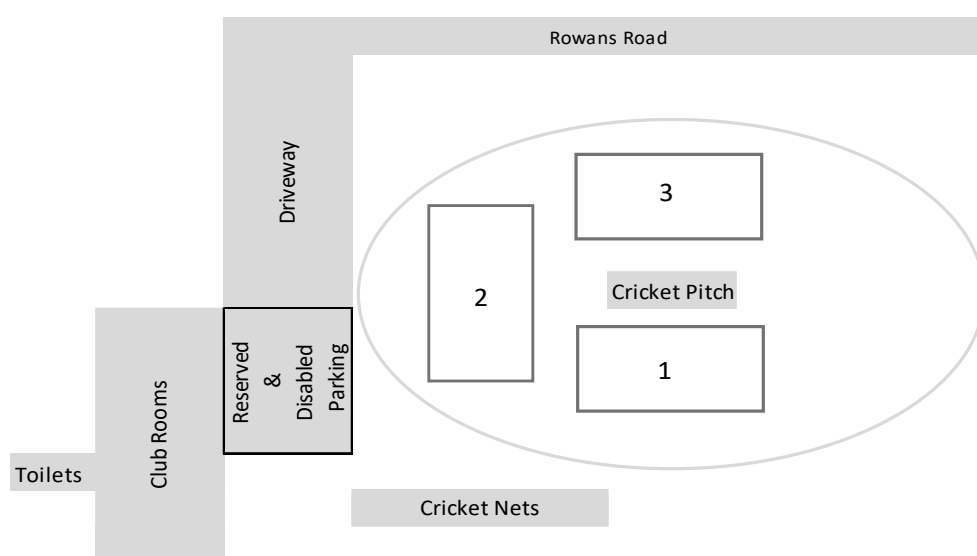 Rowans Road
Driveway
3
2
Cricket Pitch
1
Reserved
&
Disabled
Parking
Club Rooms
Toilets
Cricket Nets